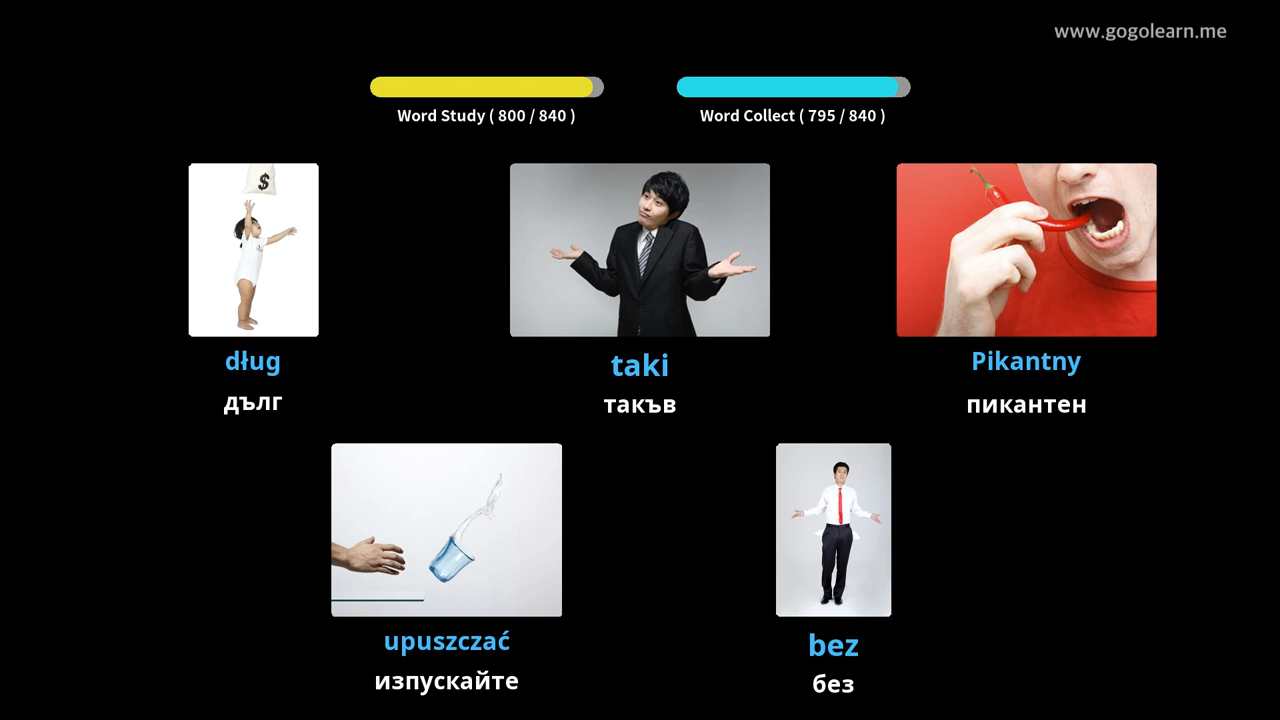 www.gogolearn.me
Word Study ( 800 / 840 )
Word Collect ( 795 / 840 )
$
dług
taki
Pikantny
дълг
такъв
пикантен
upuszczać
bez
изпускайте
без